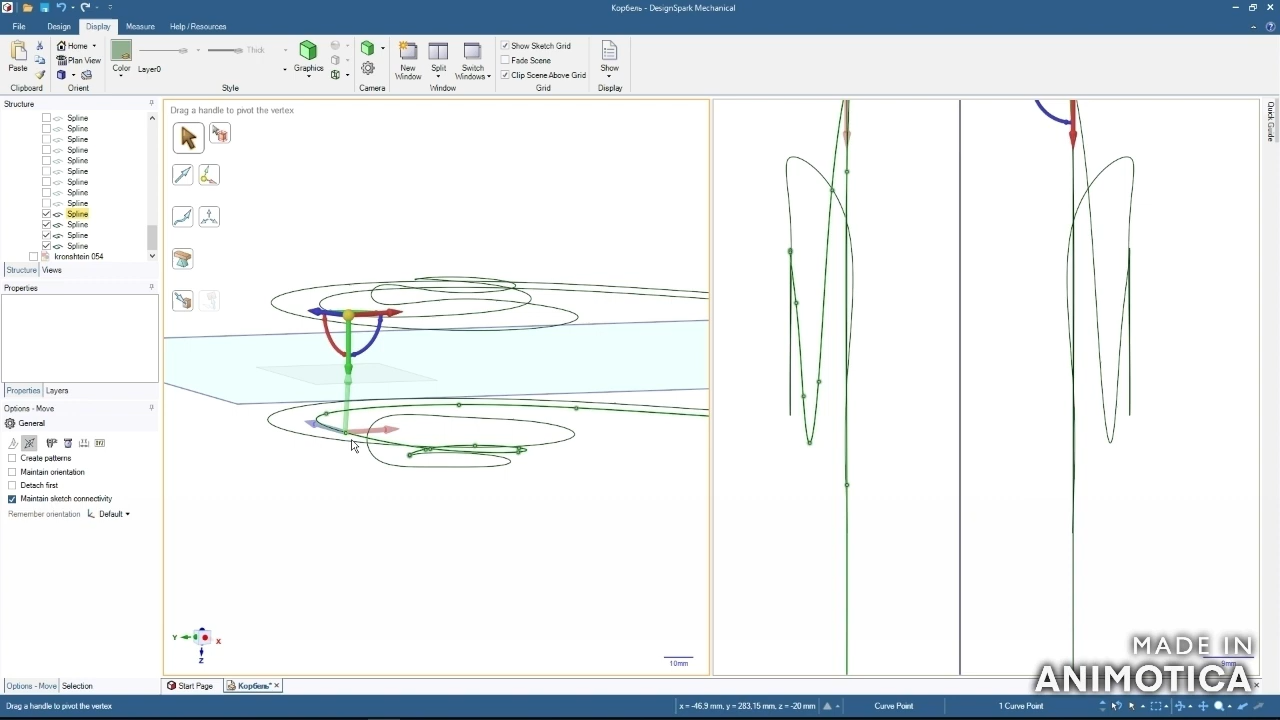 Корбель - DesignSpark Mechanical
File Design Display Measure Help / Resources
Paste
Clipboard
Home
Plan View
Orient
Color
Layer0
Thick
Style
Graphics
Camera
New Window
Split
Switch Windows
Window
Show Sketch Grid
Fade Scene
Clip Scene Above Grid
Grid
Show
Display
Structure
Spline
Spline
Spline
Spline
Spline
Spline
Spline
Spline
Spline
Spline
Spline
Spline
Spline
kronshtein 054
Structure Views
Properties
Properties Layers
Options - Move
General
Create patterns
Maintain orientation
Detach first
Maintain sketch connectivity
Remember orientation Default
Options - Move Selection
Drag a handle to pivot the vertex
Y X
Z
10mm
Quick Guide
9mm
MADE IN
ANIMOTICA
Start Page Корбель*
Drag a handle to pivot the vertex
x = -46.9 mm, y = 283,15 mm, z = -20 mm
Curve Point
1 Curve Point